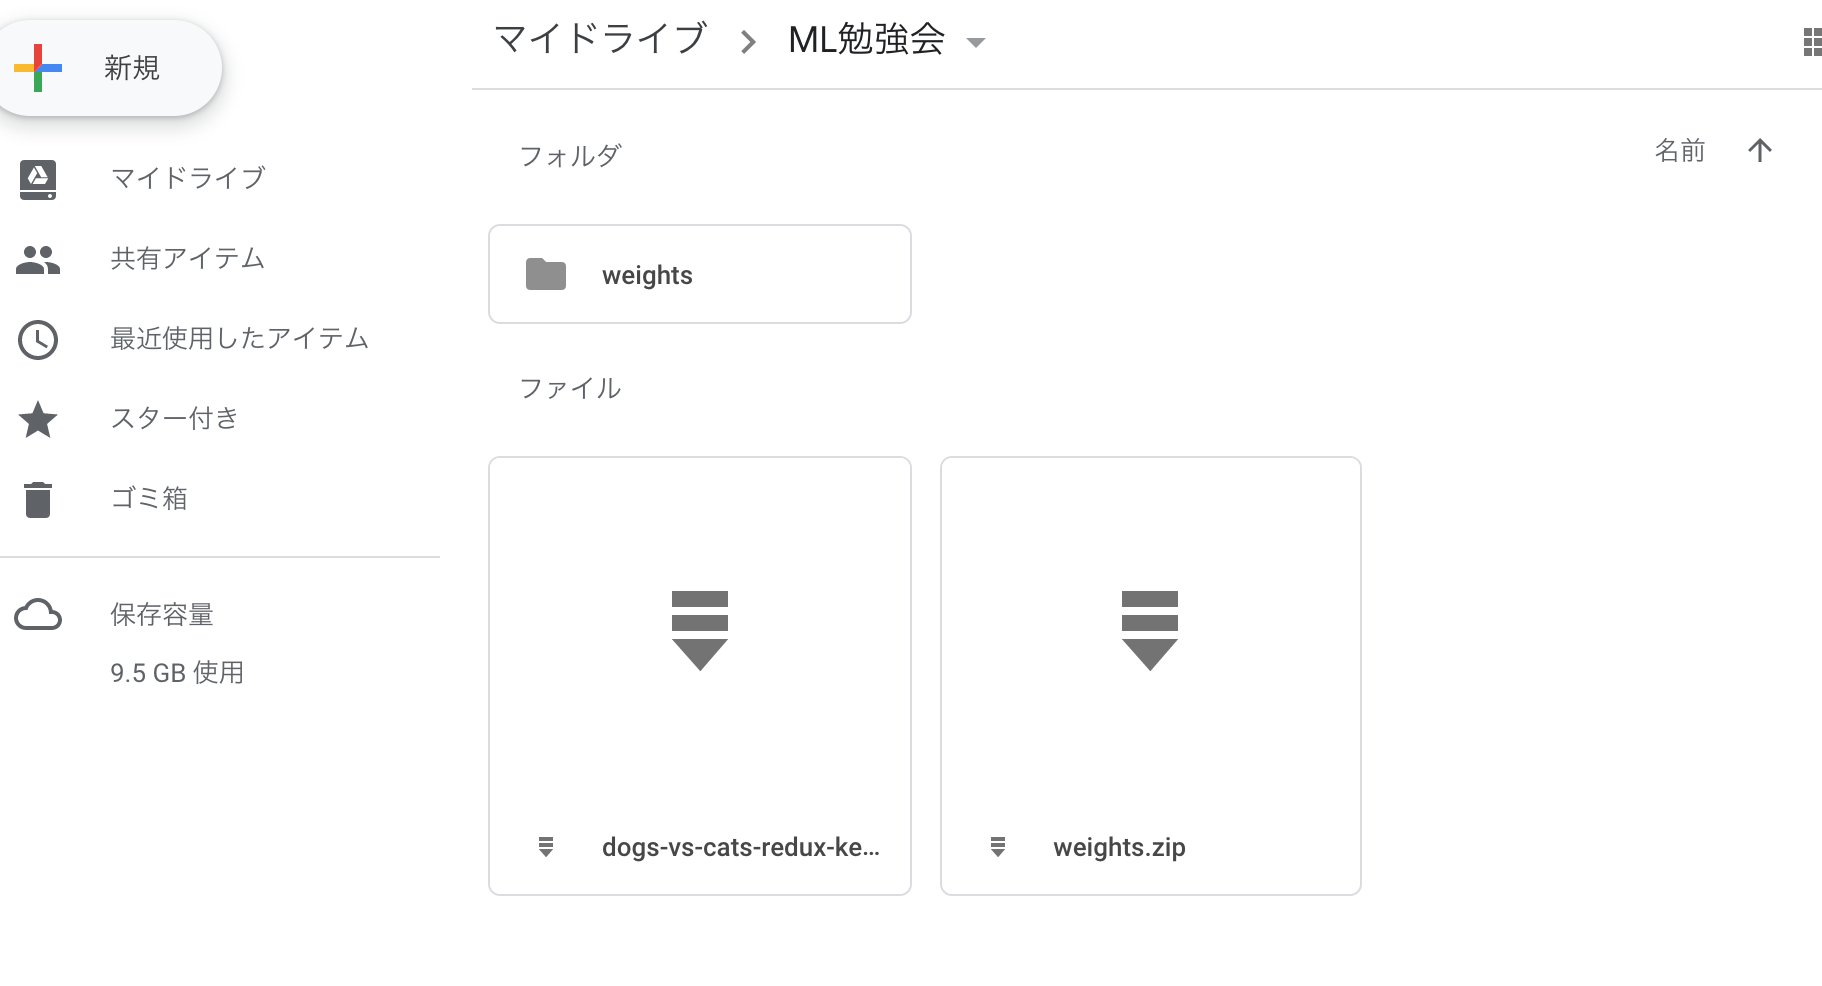 新規
マイドライブ
共有アイテム
最近使用したアイテム
スター付き
ゴミ箱
保存容量
9.5 GB 使用
マイドライブ
ML勉強会
フォルダ
名前
weights
ファイル
dogs-vs-cats-redux-ke...
weights.zip